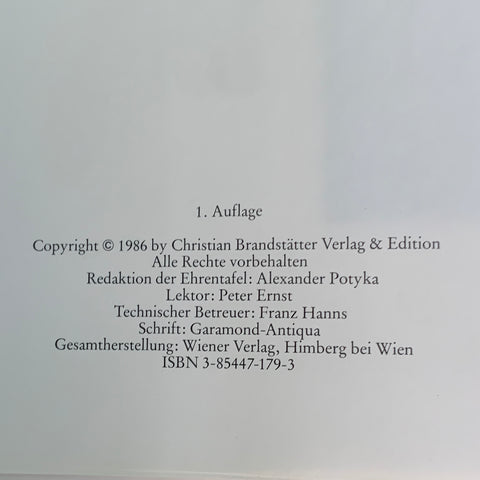 1. Auflage
Copyright © 1986 by Christian Brandstätter Verlag & Edition
Alle Rechte vorbehalten
Redaktion der Ehrentafel: Alexander Potyka
Lektor: Peter Ernst
Technischer Betreuer: Franz Hanns
Schrift: Garamond-Antiqua
Gesamtherstellung: Wiener Verlag, Himberg bei Wien
ISBN 3-85447-179-3